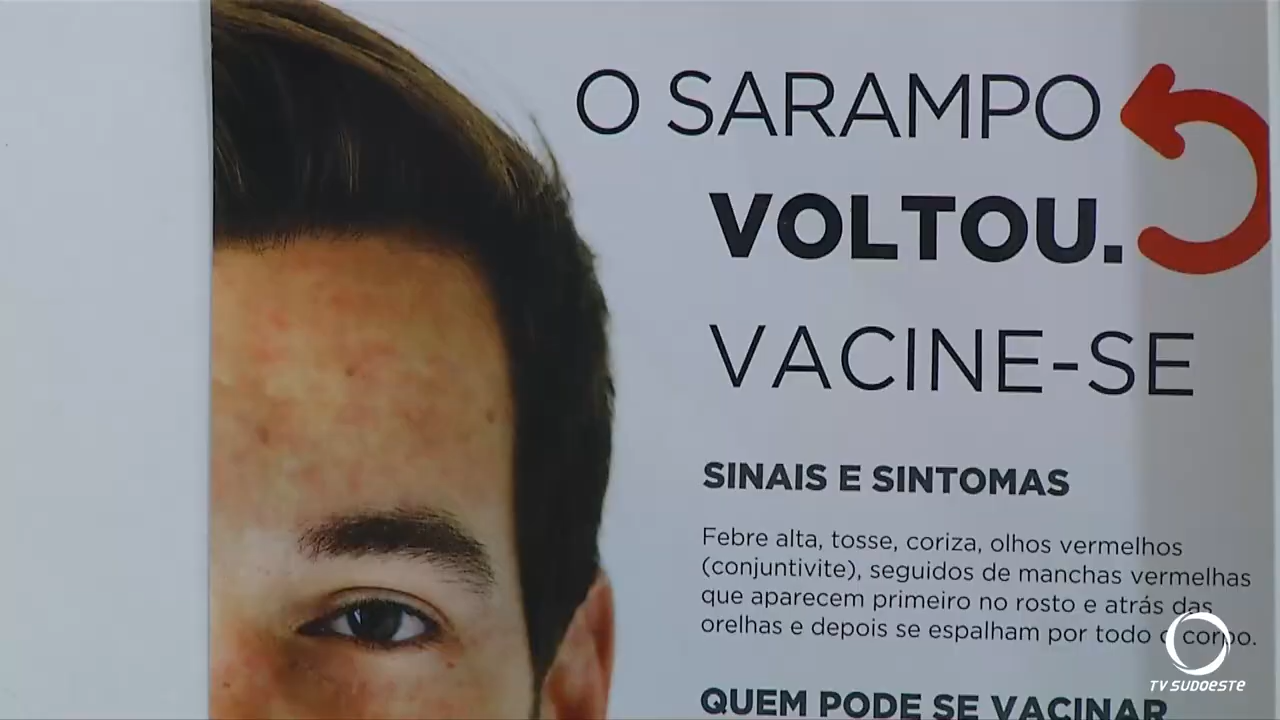 O SARAMPO
VOLTOU.
VACINE-SE
SINAIS E SINTOMAS
Febre alta, tosse, coriza, olhos vermelhos
(conjuntivite), seguidos de manchas vermelhas
que aparecem primeiro no rosto e atrás das
orelhas e depois se espalham por todo o corpo.
QUEM PODE SE VACINAR
TV SUDOESTE